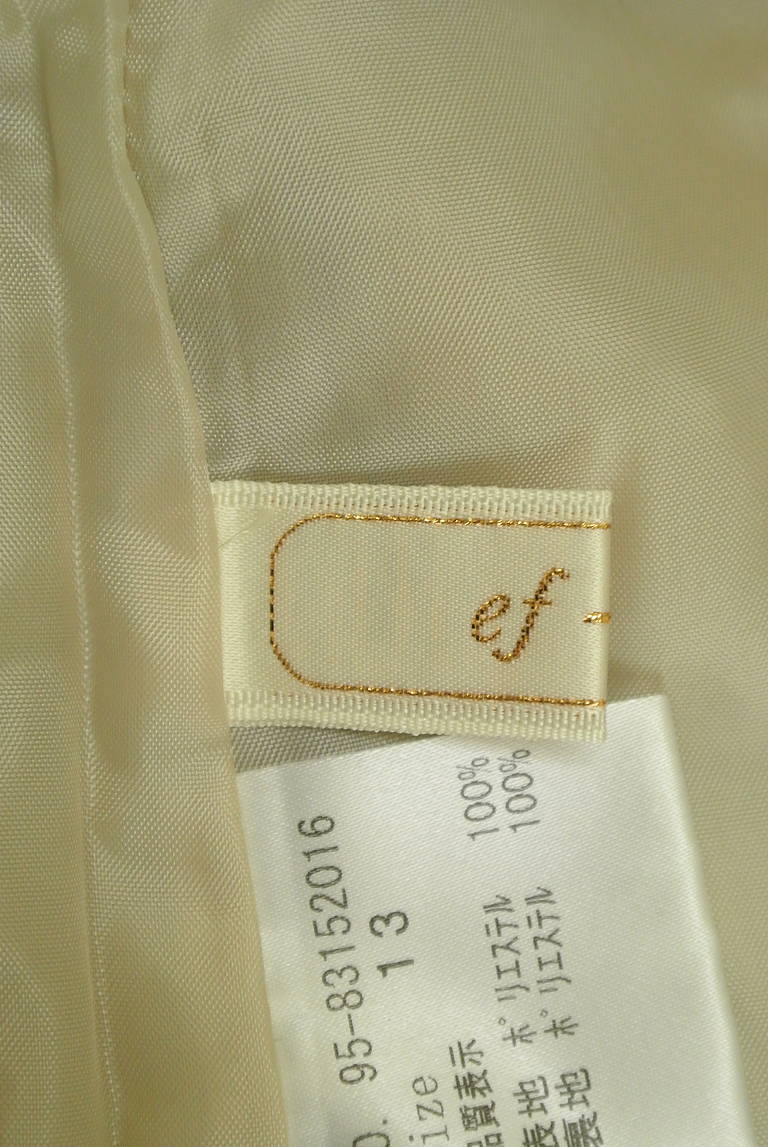 ef -
0. 95-83152016
ize 13
品質表示
表地 ポリエステル 100%
裏地 ポリエステル 100%